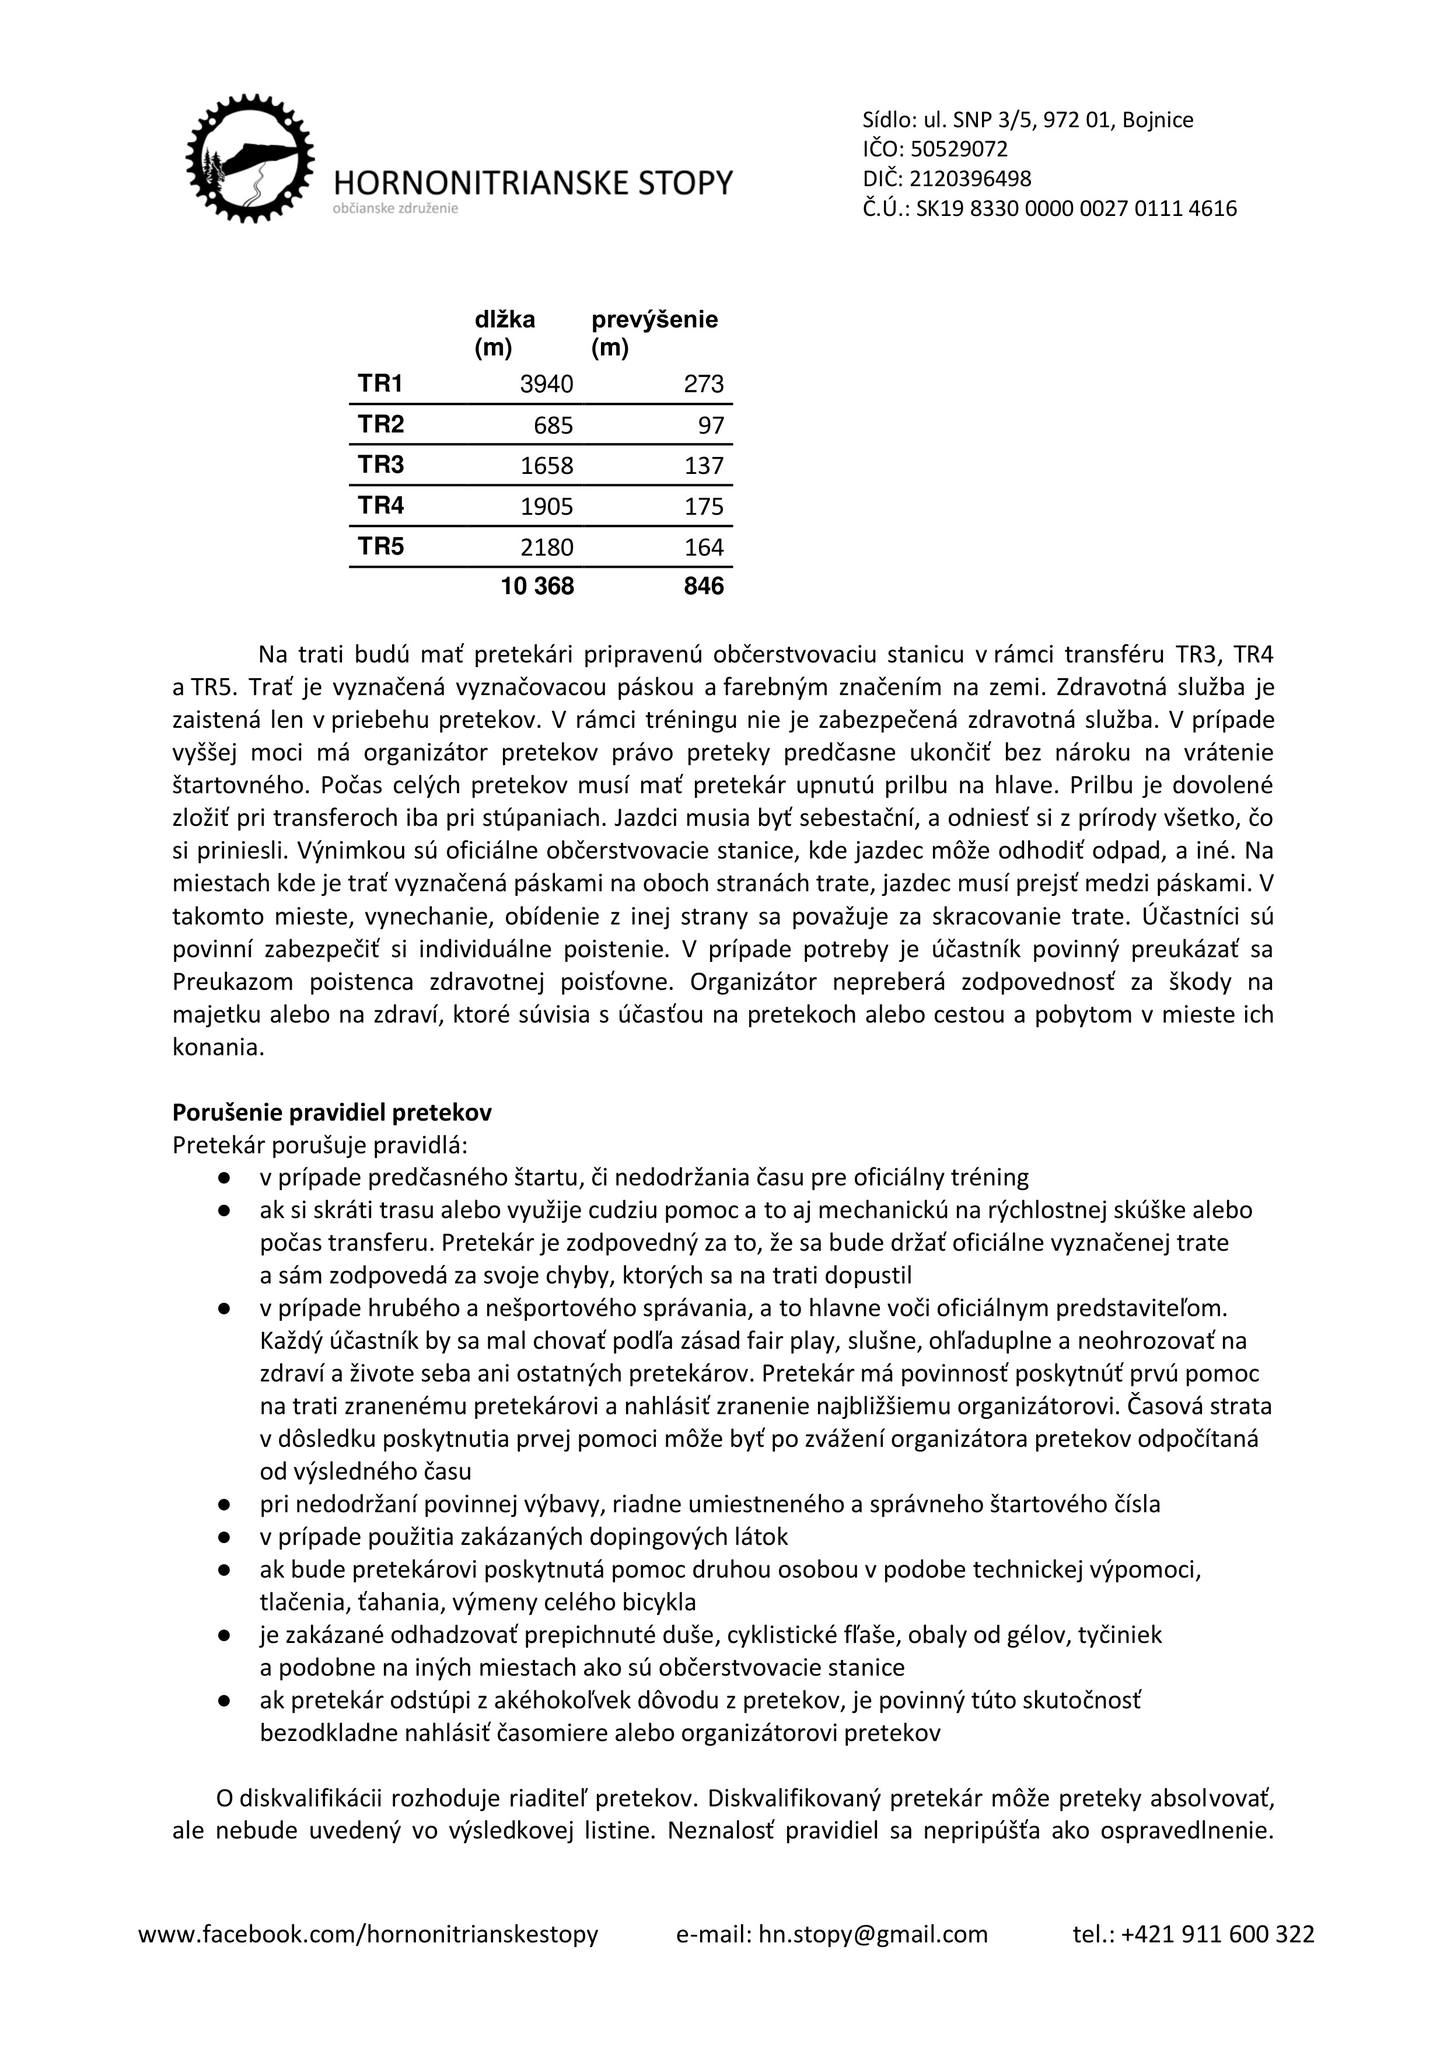 HORNONITRIANSKE STOPY
občianske združenie
Sídlo: ul. SNP 3/5, 972 01, Bojnice
IČO: 50529072
DIČ: 2120396498
Č.Ú.: SK19 8330 0000 0027 0111 4616
dlžka (m) prevýšenie (m)
TR1 3940 273
TR2 685 97
TR3 1658 137
TR4 1905 175
TR5 2180 164
10 368 846
Na trati budú mať pretekári pripravenú občerstvovaciu stanicu v rámci transféru TR3, TR4
a TR5. Trať je vyznačená vyznačovacou páskou a farebným značením na zemi. Zdravotná služba je
zaistená len v priebehu pretekov. V rámci tréningu nie je zabezpečená zdravotná služba. V prípade
vyššej moci má organizátor pretekov právo preteky predčasne ukončiť bez nároku na vrátenie
štartovného. Počas celých pretekov musí mať pretekár upnutú prilbu na hlave. Prilbu je dovolené
zložiť pri transferoch iba pri stúpaniach. Jazdci musia byť sebestační, a odniesť si z prírody všetko, čo
si priniesli. Výnimkou sú oficiálne občerstvovacie stanice, kde jazdec môže odhodiť odpad, a iné. Na
miestach kde je trať vyznačená páskami na oboch stranách trate, jazdec musí prejsť medzi páskami. V
takomto mieste, vynechanie, obídenie z inej strany sa považuje za skracovanie trate. Účastníci sú
povinní zabezpečiť si individuálne poistenie. V prípade potreby je účastník povinný preukázať sa
Preukazom poistenca zdravotnej poisťovne. Organizátor nepreberá zodpovednosť za škody na
majetku alebo na zdraví, ktoré súvisia s účasťou na pretekoch alebo cestou a pobytom v mieste ich
konania.
Porušenie pravidiel pretekov
Pretekár porušuje pravidlá:
● v prípade predčasného štartu, či nedodržania času pre oficiálny tréning
● ak si skráti trasu alebo využije cudziu pomoc a to aj mechanickú na rýchlostnej skúške alebo
počas transferu. Pretekár je zodpovedný za to, že sa bude držať oficiálne vyznačenej trate
a sám zodpovedá za svoje chyby, ktorých sa na trati dopustil
● v prípade hrubého a nešportového správania, a to hlavne voči oficiálnym predstaviteľom.
Každý účastník by sa mal chovať podľa zásad fair play, slušne, ohľaduplne a neohrozovať na
zdraví a živote seba ani ostatných pretekárov. Pretekár má povinnosť poskytnúť prvú pomoc
na trati zranenému pretekárovi a nahlásiť zranenie najbližšiemu organizátorovi. Časová strata
v dôsledku poskytnutia prvej pomoci môže byť po zvážení organizátora pretekov odpočítaná
od výsledného času
● pri nedodržaní povinnej výbavy, riadne umiestneného a správneho štartového čísla
● v prípade použitia zakázaných dopingových látok
● ak bude pretekárovi poskytnutá pomoc druhou osobou v podobe technickej výpomoci,
tlačenia, ťahania, výmeny celého bicykla
● je zakázané odhadzovať prepichnuté duše, cyklistické fľaše, obaly od gélov, tyčiniek
a podobne na iných miestach ako sú občerstvovacie stanice
● ak pretekár odstúpi z akéhokoľvek dôvodu z pretekov, je povinný túto skutočnosť
bezodkladne nahlásiť časomiere alebo organizátorovi pretekov
O diskvalifikácii rozhoduje riaditeľ pretekov. Diskvalifikovaný pretekár môže preteky absolvovať,
ale nebude uvedený vo výsledkovej listine. Neznalosť pravidiel sa nepripúšťa ako ospravedlnenie.
www.facebook.com/hornonitrianskestopy e-mail: hn.stopy@gmail.com tel.: +421 911 600 322